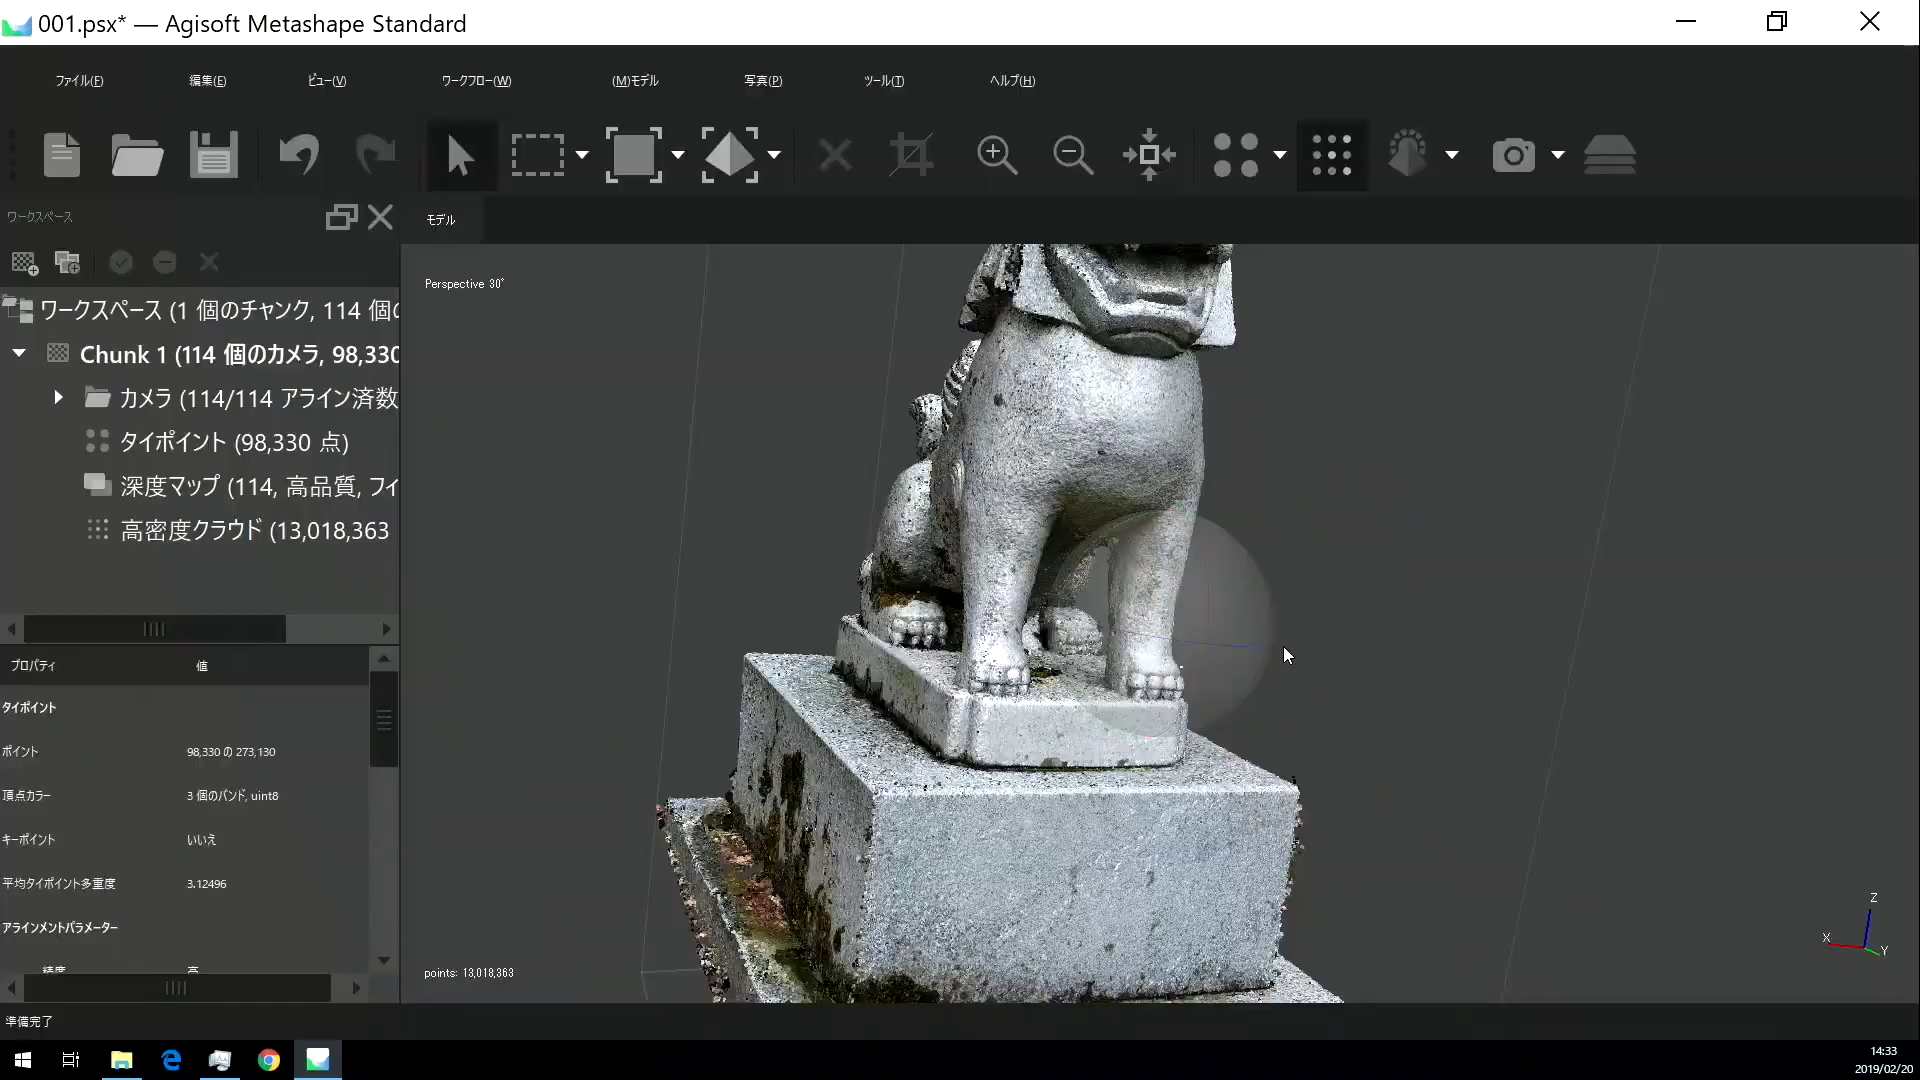 001.psx* — Agisoft Metashape Standard
ファイル(F)
編集(E)
ビュー(V)
ワークフロー(W)
(M)モデル
写真(P)
ツール(T)
ヘルプ(H)
ワークスペース
モデル
Perspective 30°
ワークスペース (1 個のチャンク, 114 個の
Chunk 1 (114 個のカメラ, 98,330
カメラ (114/114 アライン済数
タイポイント (98,330 点)
深度マップ (114, 高品質, フィ
高密度クラウド (13,018,363
プロパティ 値
タイポイント
ポイント 98,330 の 273,130
頂点カラー 3 個のバンド, uint8
キーポイント いいえ
平均タイポイント多重度 3.12496
アラインメントパラメーター
精度 高
points: 13,018,363
Z
X
Y
準備完了
14:33
2019/02/20